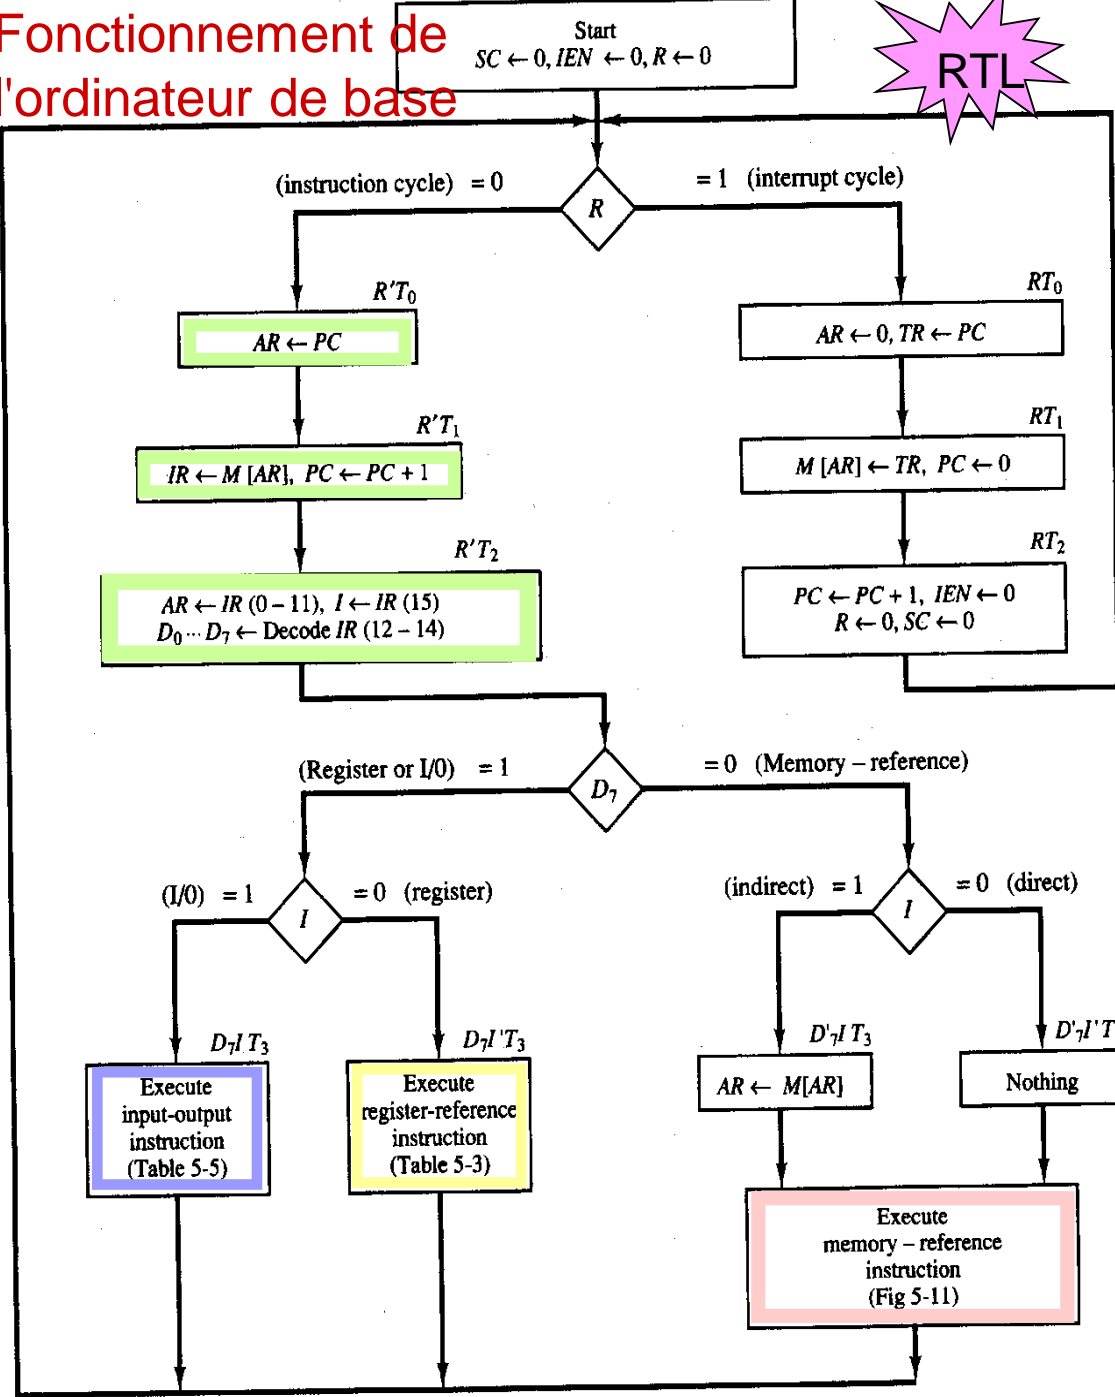 Fonctionnement de
l'ordinateur de base
Start
SC ← 0, IEN ← 0, R ← 0
RTL
(instruction cycle) = 0
= 1 (interrupt cycle)
R
R'T₀
AR ← PC
RT₀
AR ← 0, TR ← PC
R'T₁
IR ← M [AR], PC ← PC + 1
RT₁
M [AR] ← TR, PC ← 0
R'T₂
AR ← IR (0 – 11), I ← IR (15)
D₀ ··· D₇ ← Decode IR (12 – 14)
RT₂
PC ← PC + 1, IEN ← 0
R ← 0, SC ← 0
(Register or I/0) = 1
= 0 (Memory – reference)
D₇
(I/0) = 1
= 0 (register)
I
(indirect) = 1
= 0 (direct)
I
D₇I T₃
Execute
input-output
instruction
(Table 5-5)
D₇I 'T₃
Execute
register-reference
instruction
(Table 5-3)
D'₇I T₃
AR ← M[AR]
D'₇I 'T
Nothing
Execute
memory – reference
instruction
(Fig 5-11)